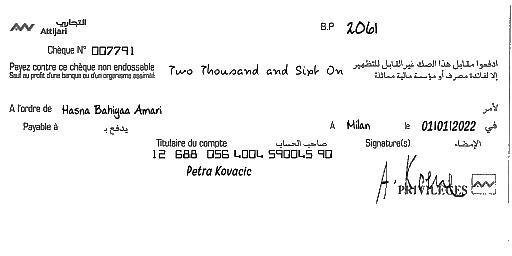 التجاري
Attijari
B.P 2061
Chèque N° 007791
Payez contre ce chèque non endossable
Sauf au profit d'une banque ou d'un organisme assimilé
Two Thousand and Sixt On
ادفعوا مقابل هذا الصك غير القابل للتظهير
إلا لفائدة مصرف أو مؤسسة مالية مماثلة
A l'ordre de Hasna Bahiyaa Amari لأمر
Payable à يدفع بـ A Milan le 01/01/2022 في
Titulaire du compte صاحب الحساب Signature(s) الإمضاء
12 688 056 4004 590045 90
Petra Kovacic
PRIVILEGES